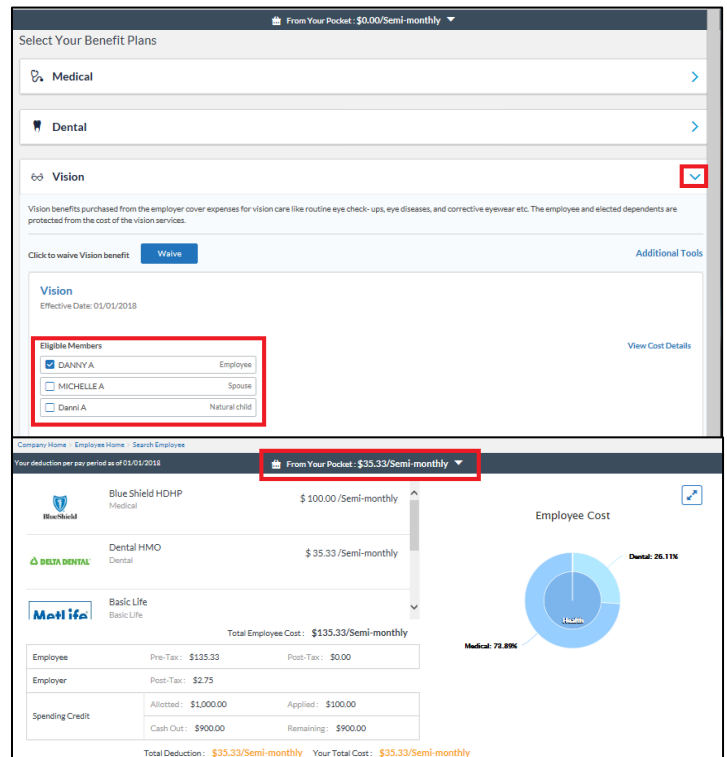 From Your Pocket : $0.00/Semi-monthly
Select Your Benefit Plans
Medical
Dental
Vision
Vision benefits purchased from the employer cover expenses for vision care like routine eye check- ups, eye diseases, and corrective eyewear etc. The employee and elected dependents are
protected from the cost of the vision services.
Click to waive Vision benefit Waive Additional Tools
Vision
Effective Date: 01/01/2018
Eligible Members View Cost Details
DANNY A Employee
MICHELLE A Spouse
Danni A Natural child
Company Home | Employee Home | Search Employee
Your deduction per pay period as of 01/01/2018 From Your Pocket : $35.33/Semi-monthly
Blue Shield HDHP $ 100.00 /Semi-monthly
Medical
BlueShield
Employee Cost
Dental HMO $ 35.33 /Semi-monthly
DELTA DENTAL Dental
Dental: 26.11%
Basic Life
MetLife Basic Life
Health
Total Employee Cost : $135.33/Semi-monthly
Medical: 73.89%
Employee Pre-Tax : $135.33 Post-Tax : $0.00
Employer Post-Tax : $2.75
Spending Credit Allotted : $1,000.00 Applied : $100.00
Cash Out : $900.00 Remaining : $900.00
Total Deduction : $35.33/Semi-monthly Your Total Cost : $35.33/Semi-monthly